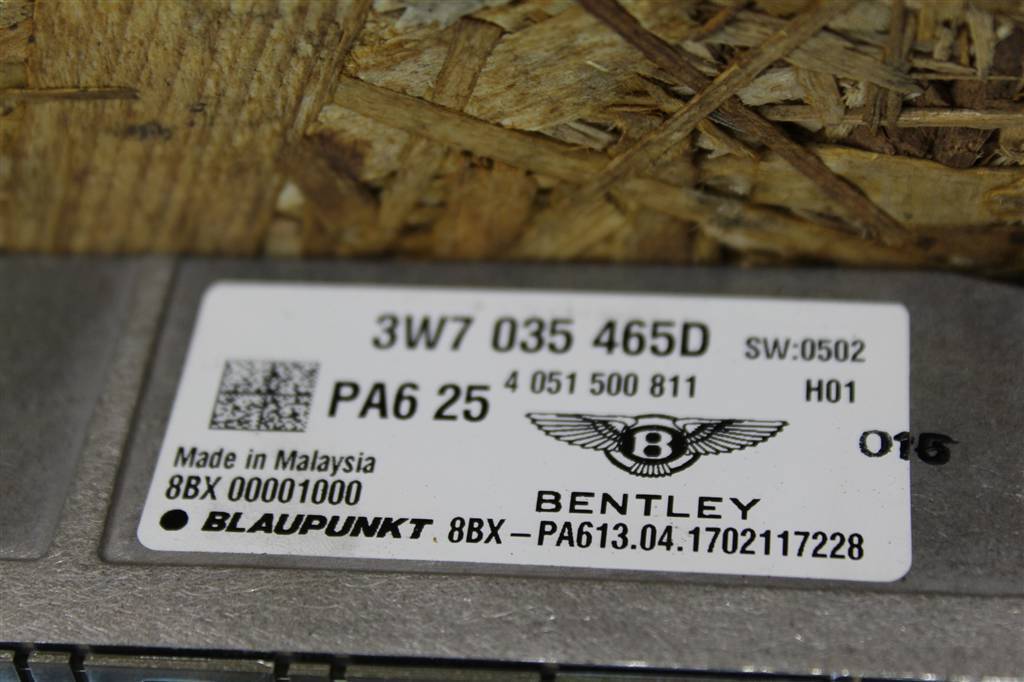 3W7 035 465D SW:0502
PA6 25 4 051 500 811 H01
B
015
Made in Malaysia
8BX 00001000
BENTLEY
BLAUPUNKT 8BX-PA613.04.1702117228